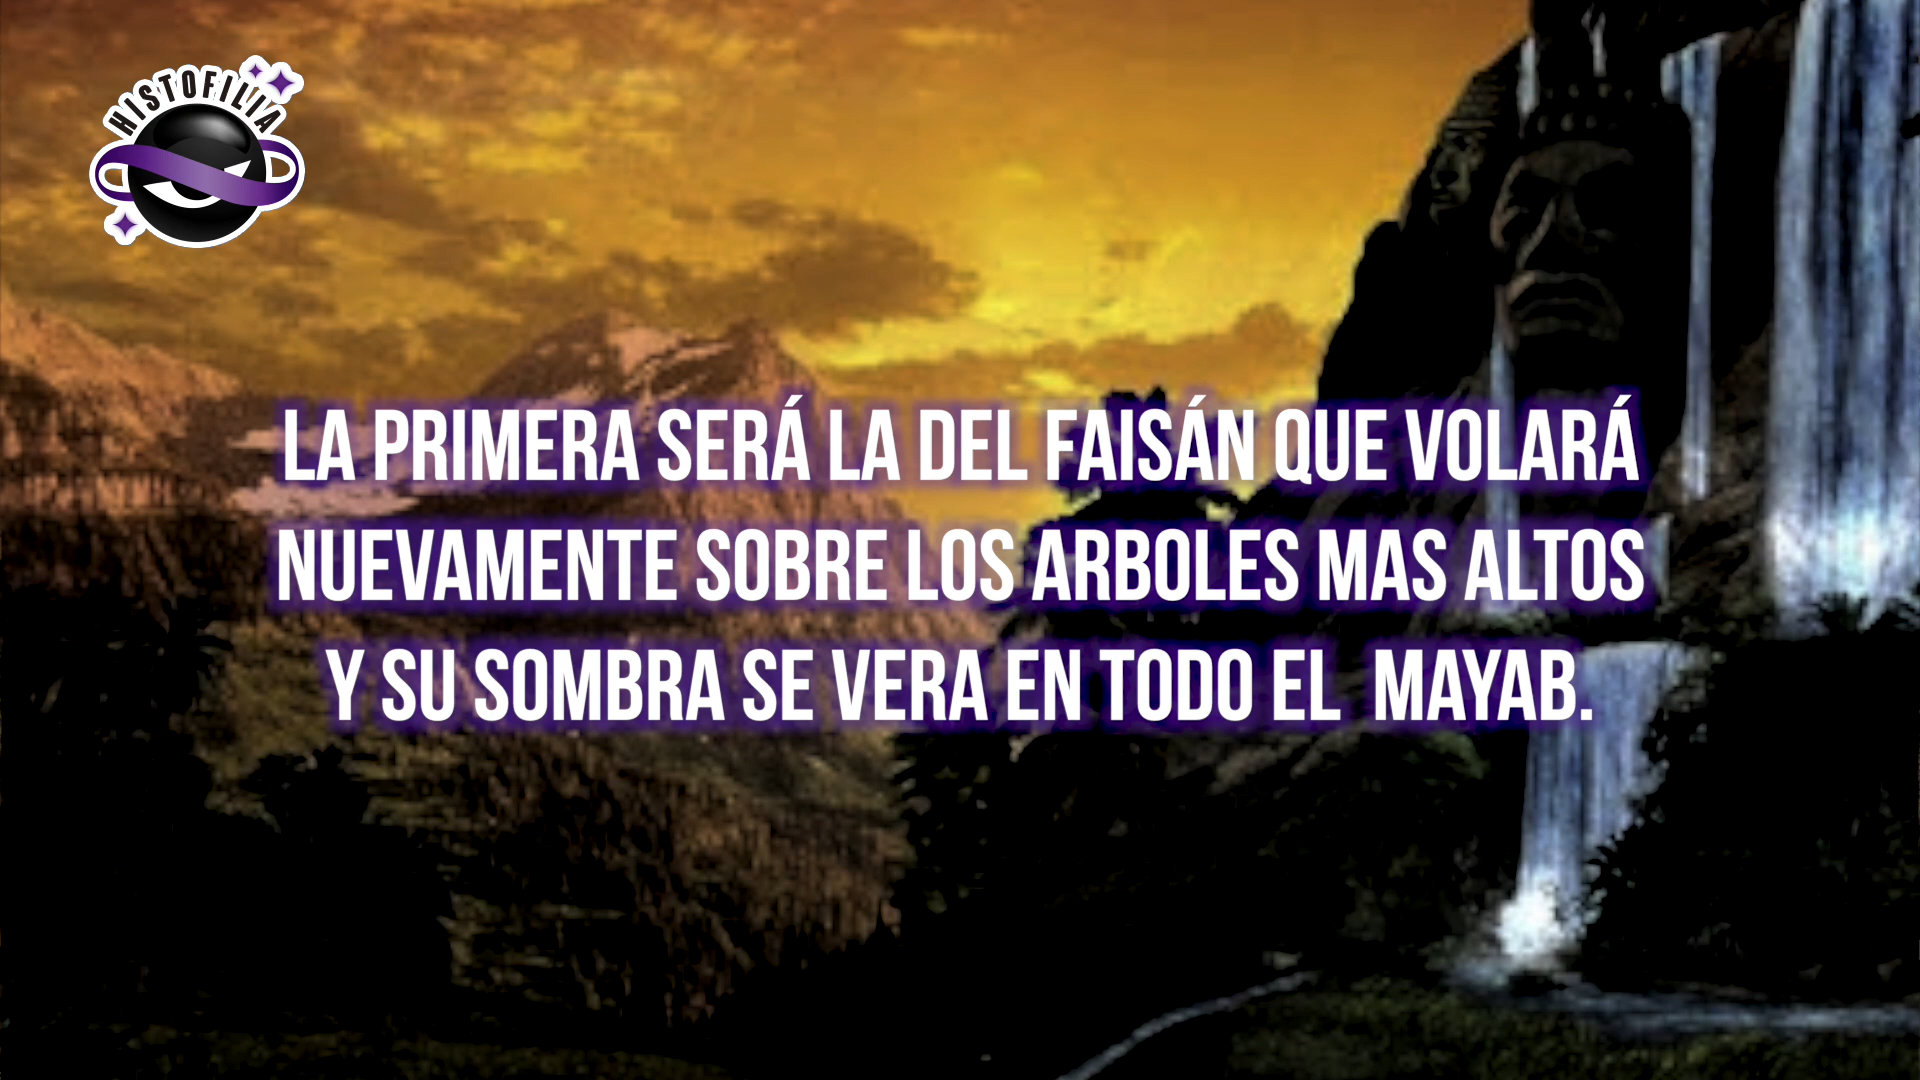 HISTOFILIA
LA PRIMERA SERÁ LA DEL FAISÁN QUE VOLARÁ
NUEVAMENTE SOBRE LOS ARBOLES MAS ALTOS
Y SU SOMBRA SE VERA EN TODO EL  MAYAB.